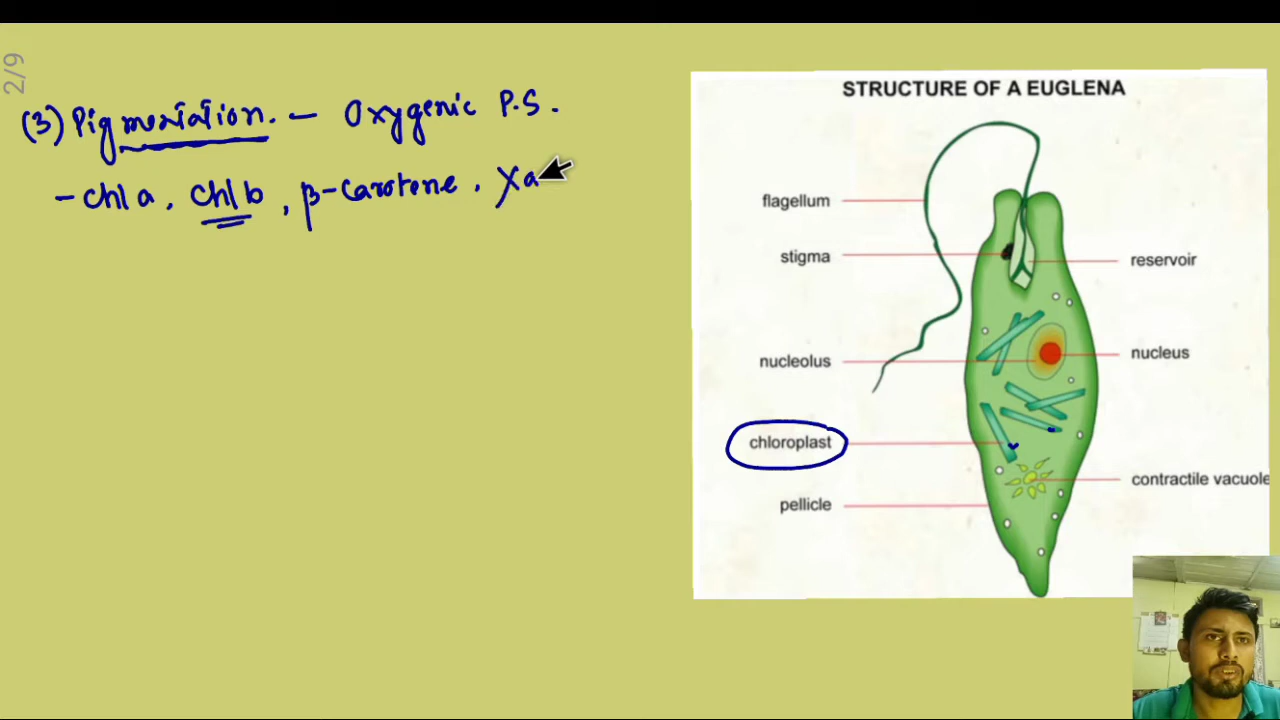 2/9
(3) Pigmentation. – Oxygenic P.S.
– chl a, chl b, β-carotene, Xa
STRUCTURE OF A EUGLENA
flagellum
stigma
reservoir
nucleolus
nucleus
chloroplast
contractile vacuole
pellicle